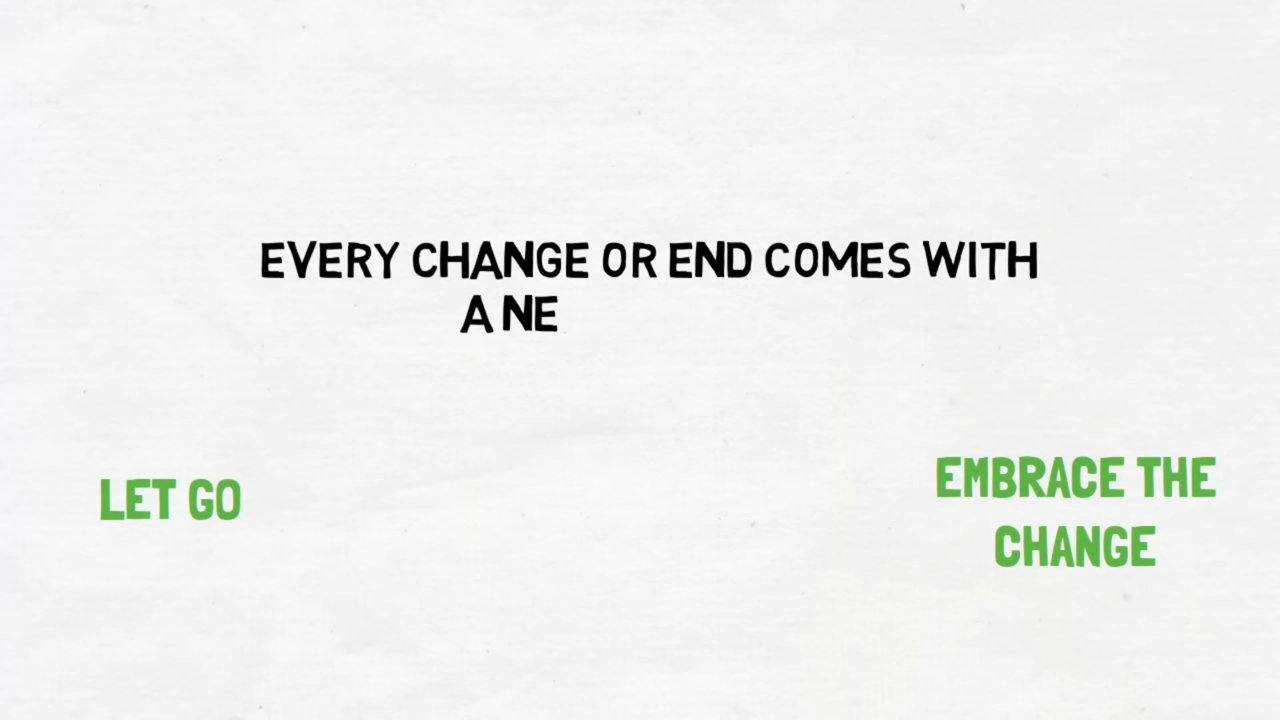 EVERY CHANGE OR END COMES WITH
A NE
LET GO
EMBRACE THE
CHANGE